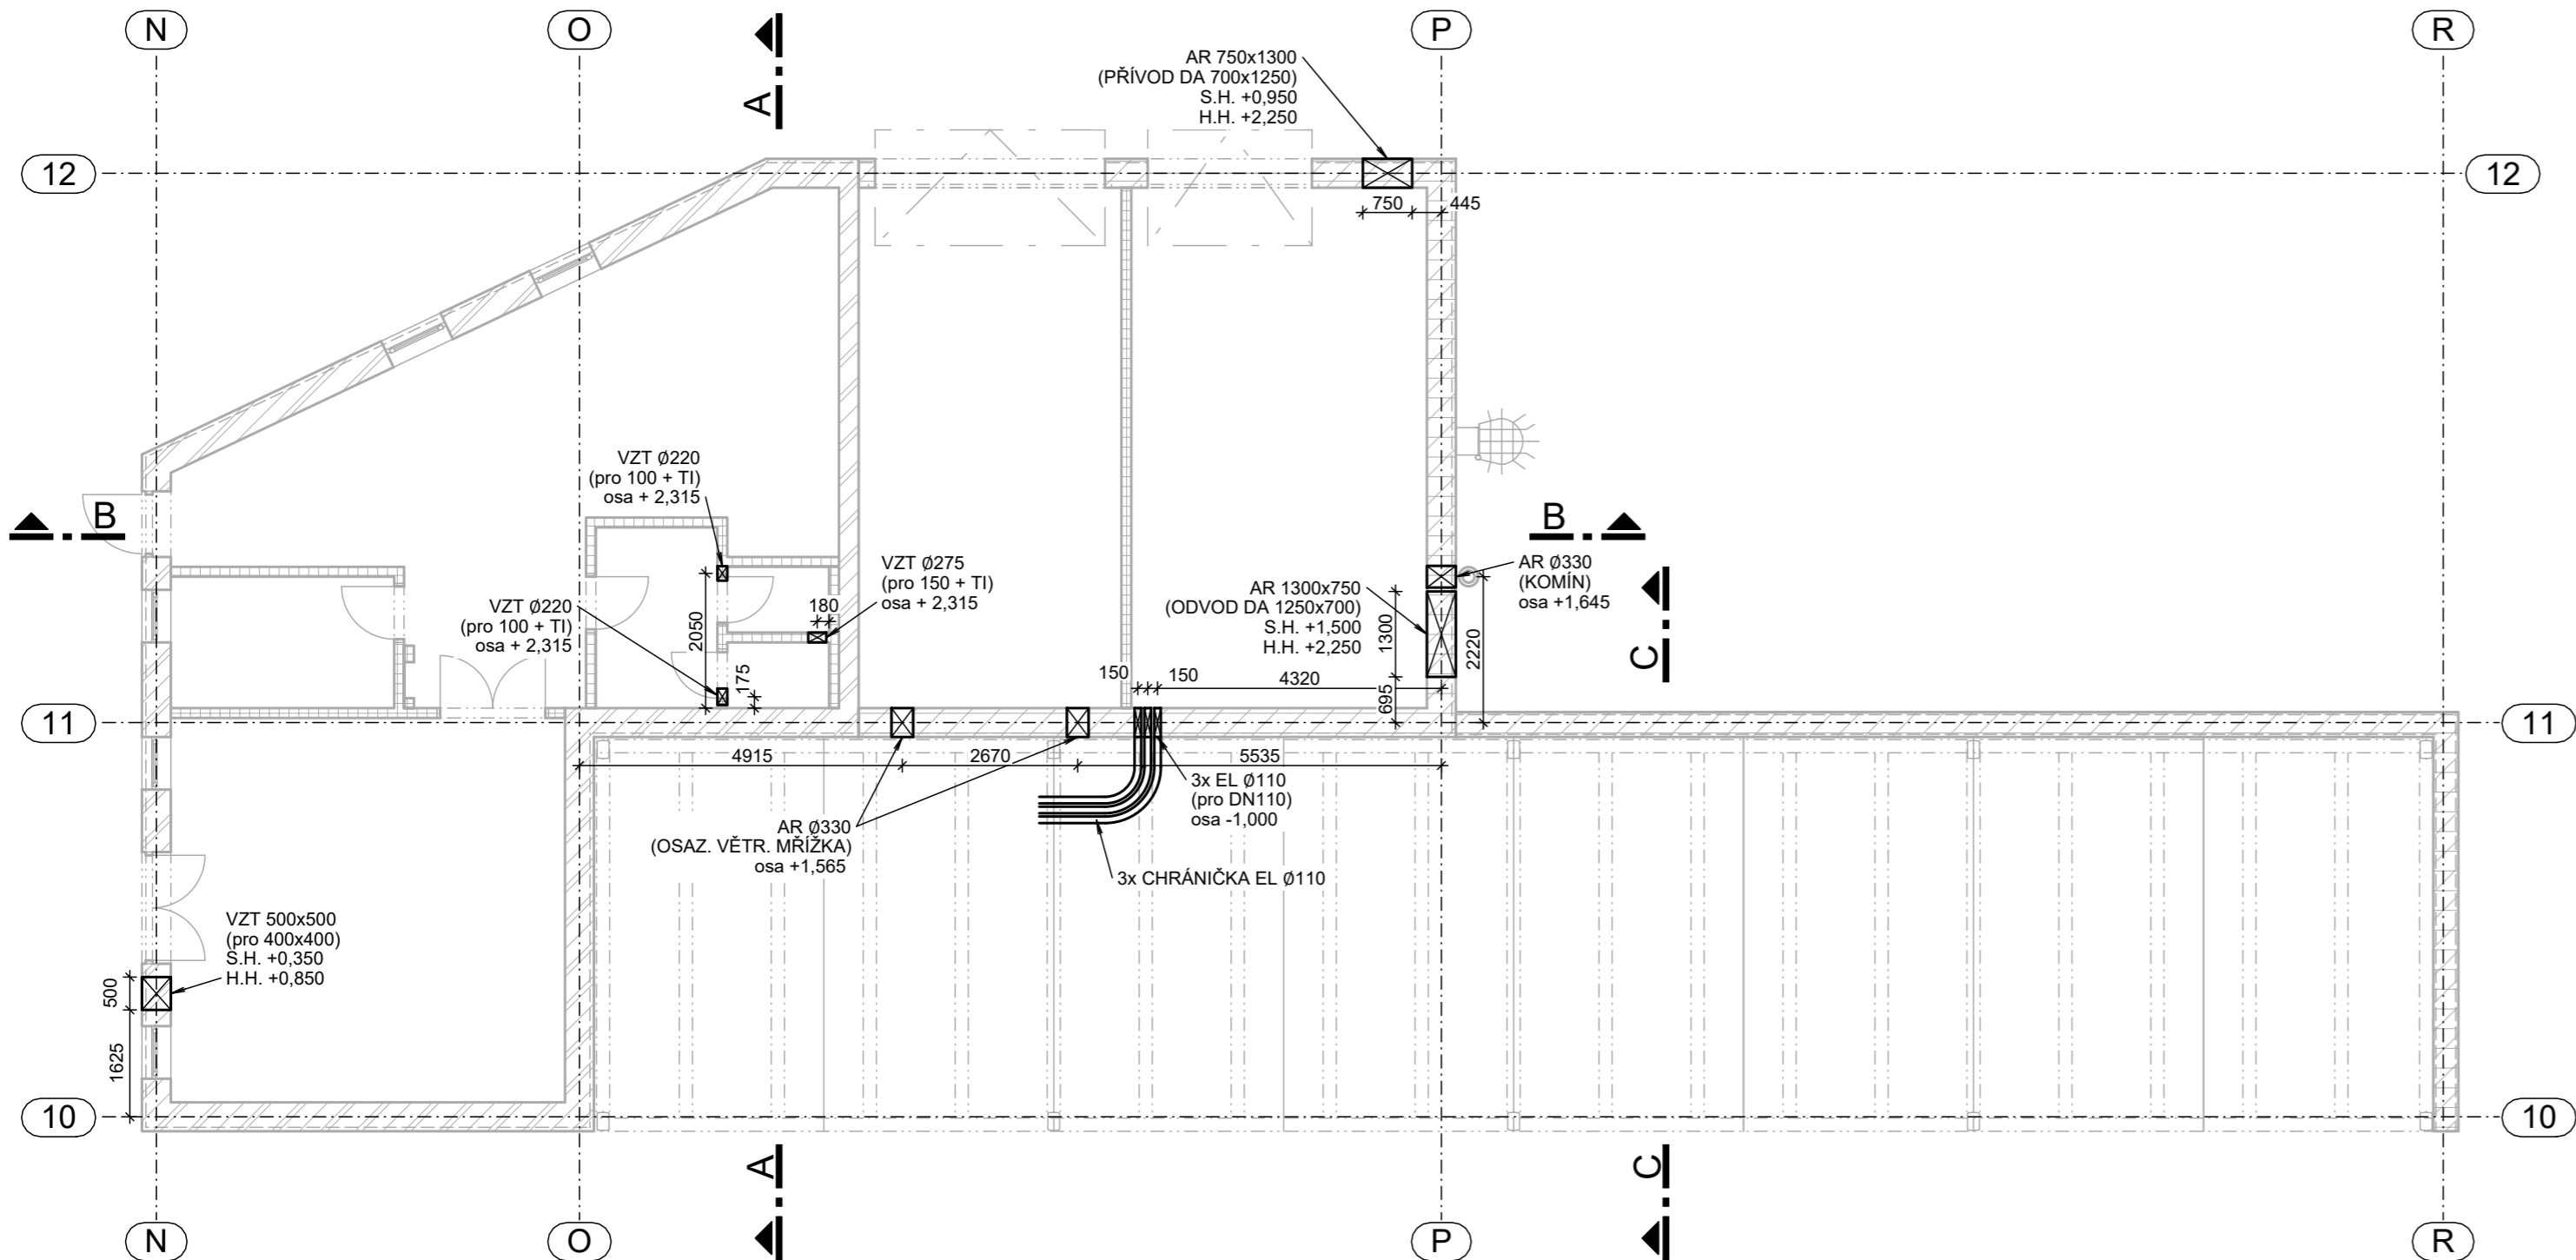 N
O
P
R
A
AR 750x1300
(PŘÍVOD DA 700x1250)
S.H. +0,950
H.H. +2,250
12
12
750
445
VZT Ø220
(pro 100 + TI)
osa + 2,315
B
B
VZT Ø275
(pro 150 + TI)
osa + 2,315
AR Ø330
(KOMÍN)
osa +1,645
AR 1300x750
(ODVOD DA 1250x700)
S.H. +1,500
H.H. +2,250
VZT Ø220
(pro 100 + TI)
osa + 2,315
180
2050
175
1300
2220
C
150
150
4320
695
11
11
4915
2670
5535
3x EL Ø110
(pro DN110)
osa -1,000
AR Ø330
(OSAZ. VĚTR. MŘÍŽKA)
osa +1,565
3x CHRÁNIČKA EL Ø110
VZT 500x500
(pro 400x400)
S.H. +0,350
H.H. +0,850
500
1625
10
10
A
C
N
O
P
R